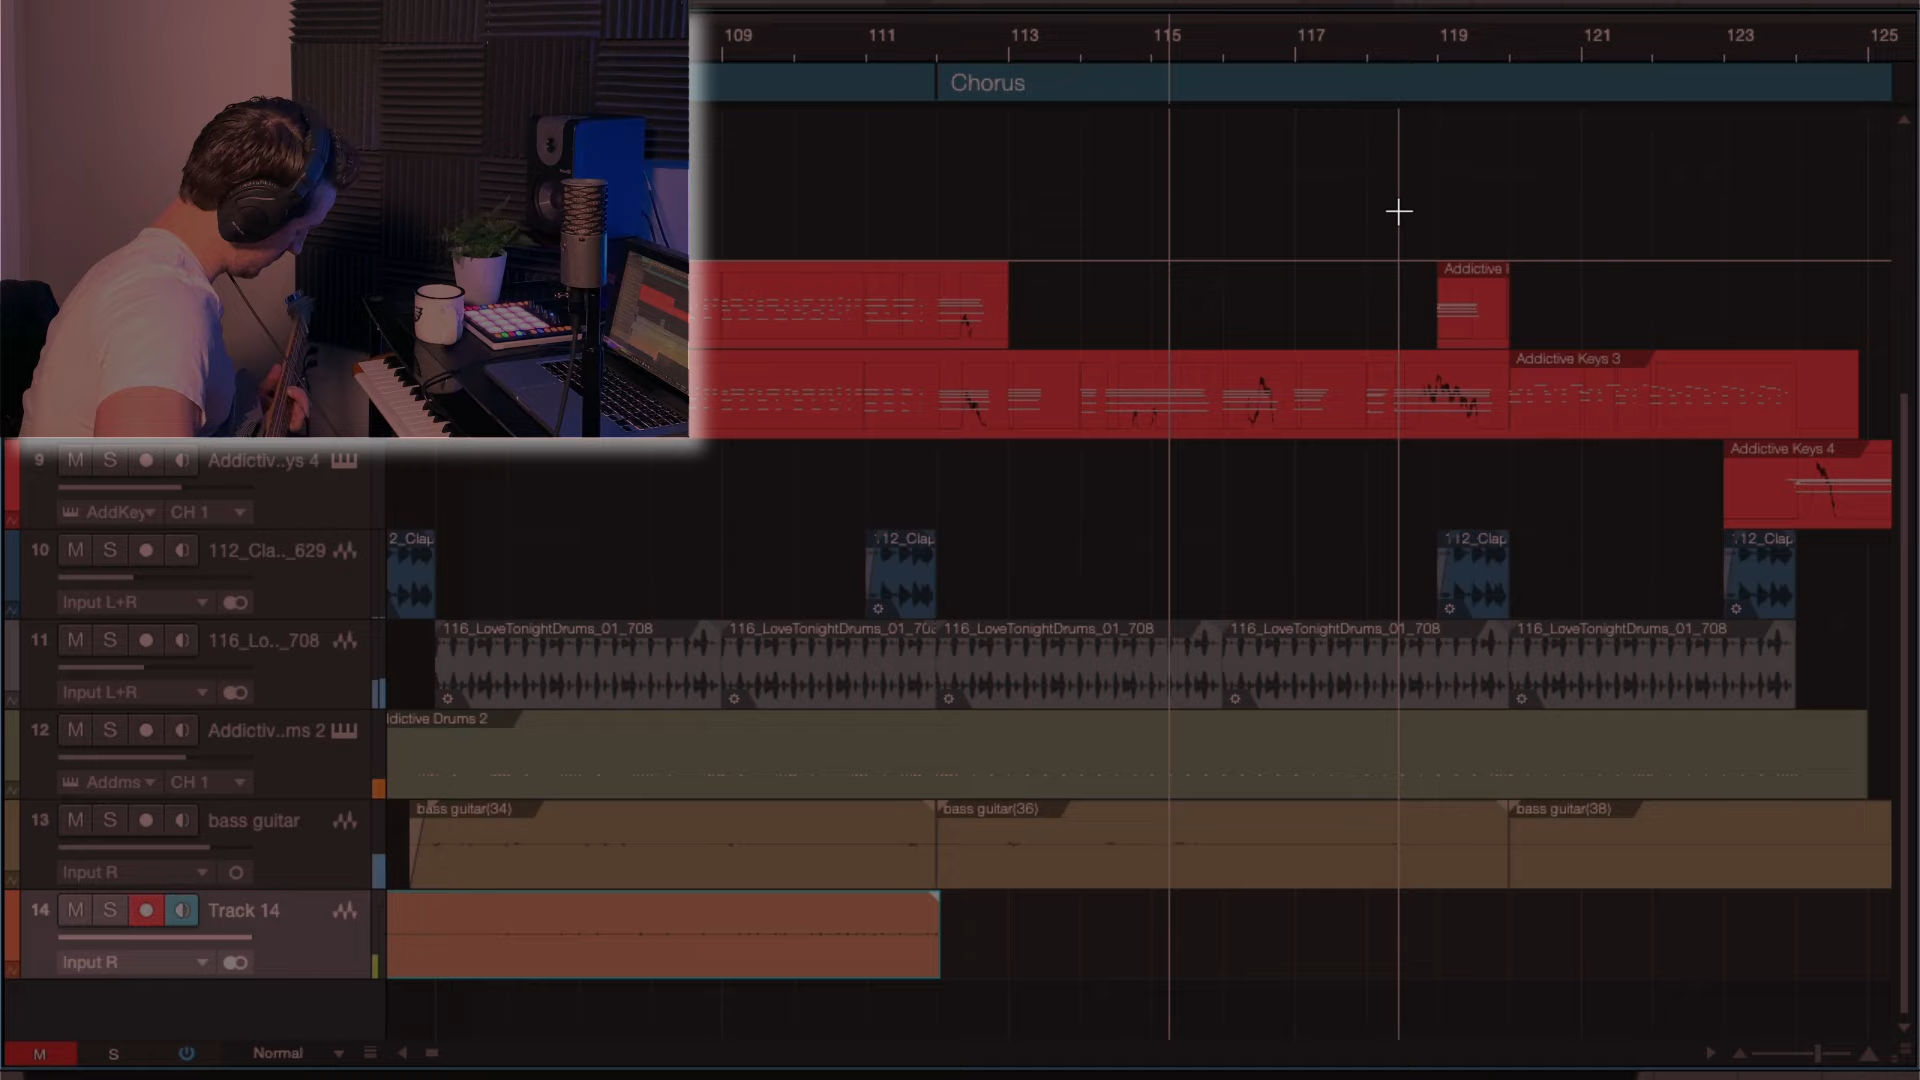 109 111 113 115 117 119 121 123 125
Chorus
Addictive
Addictive Keys 3
Addictive Keys 4
9 M S Addictiv..ys 4
AddKey CH 1
10 M S 112_Cla.._629
2_Clap 112_Clap 112_Clap 112_Clap
Input L+R
11 M S 116_Lo.._708
116_LoveTonightDrums_01_708 116_LoveTonightDrums_01_70 116_LoveTonightDrums_01_708 116_LoveTonightDrums_01_708 116_LoveTonightDrums_01_708
Input L+R
12 M S Addictiv..ms 2
dictive Drums 2
Addms CH 1
13 M S bass guitar
bass guitar(34) bass guitar(36) bass guitar(38)
Input R
14 M S Track 14
Input R
M S Normal